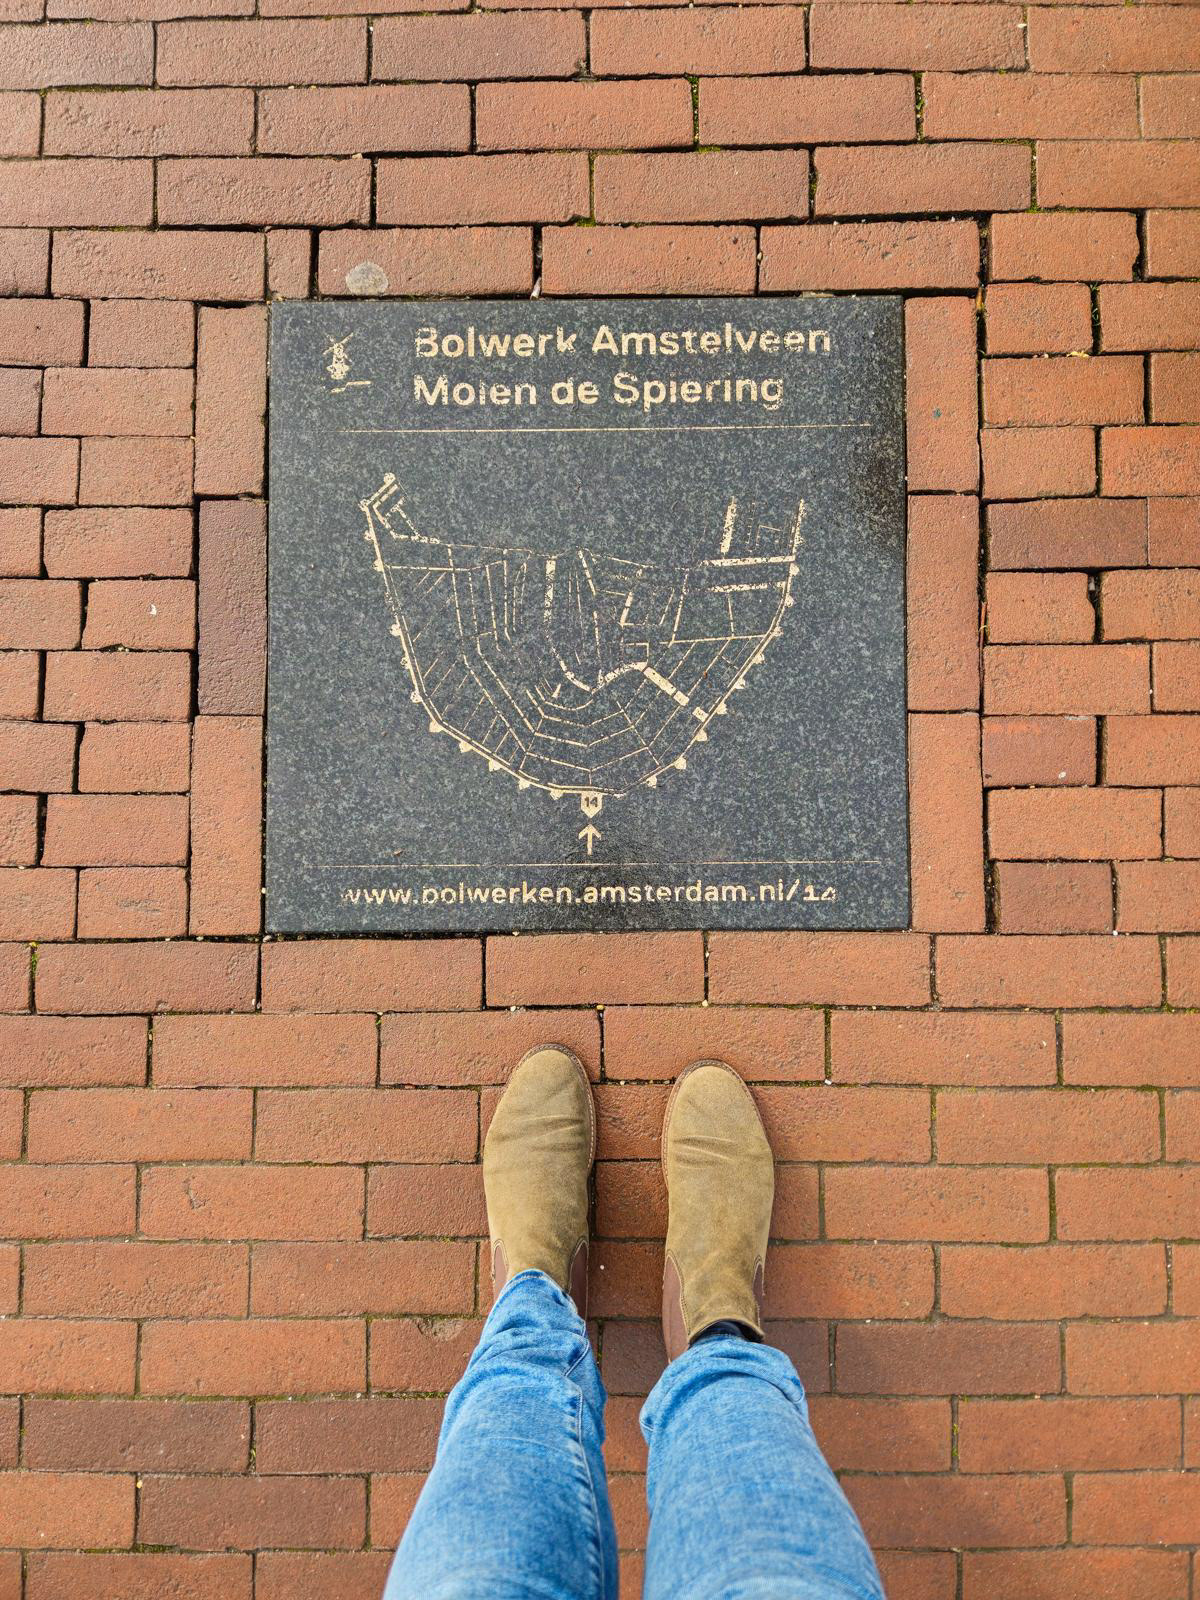 Bolwerk Amstelveen
Molen de Spiering
14
www.bolwerken.amsterdam.nl/14